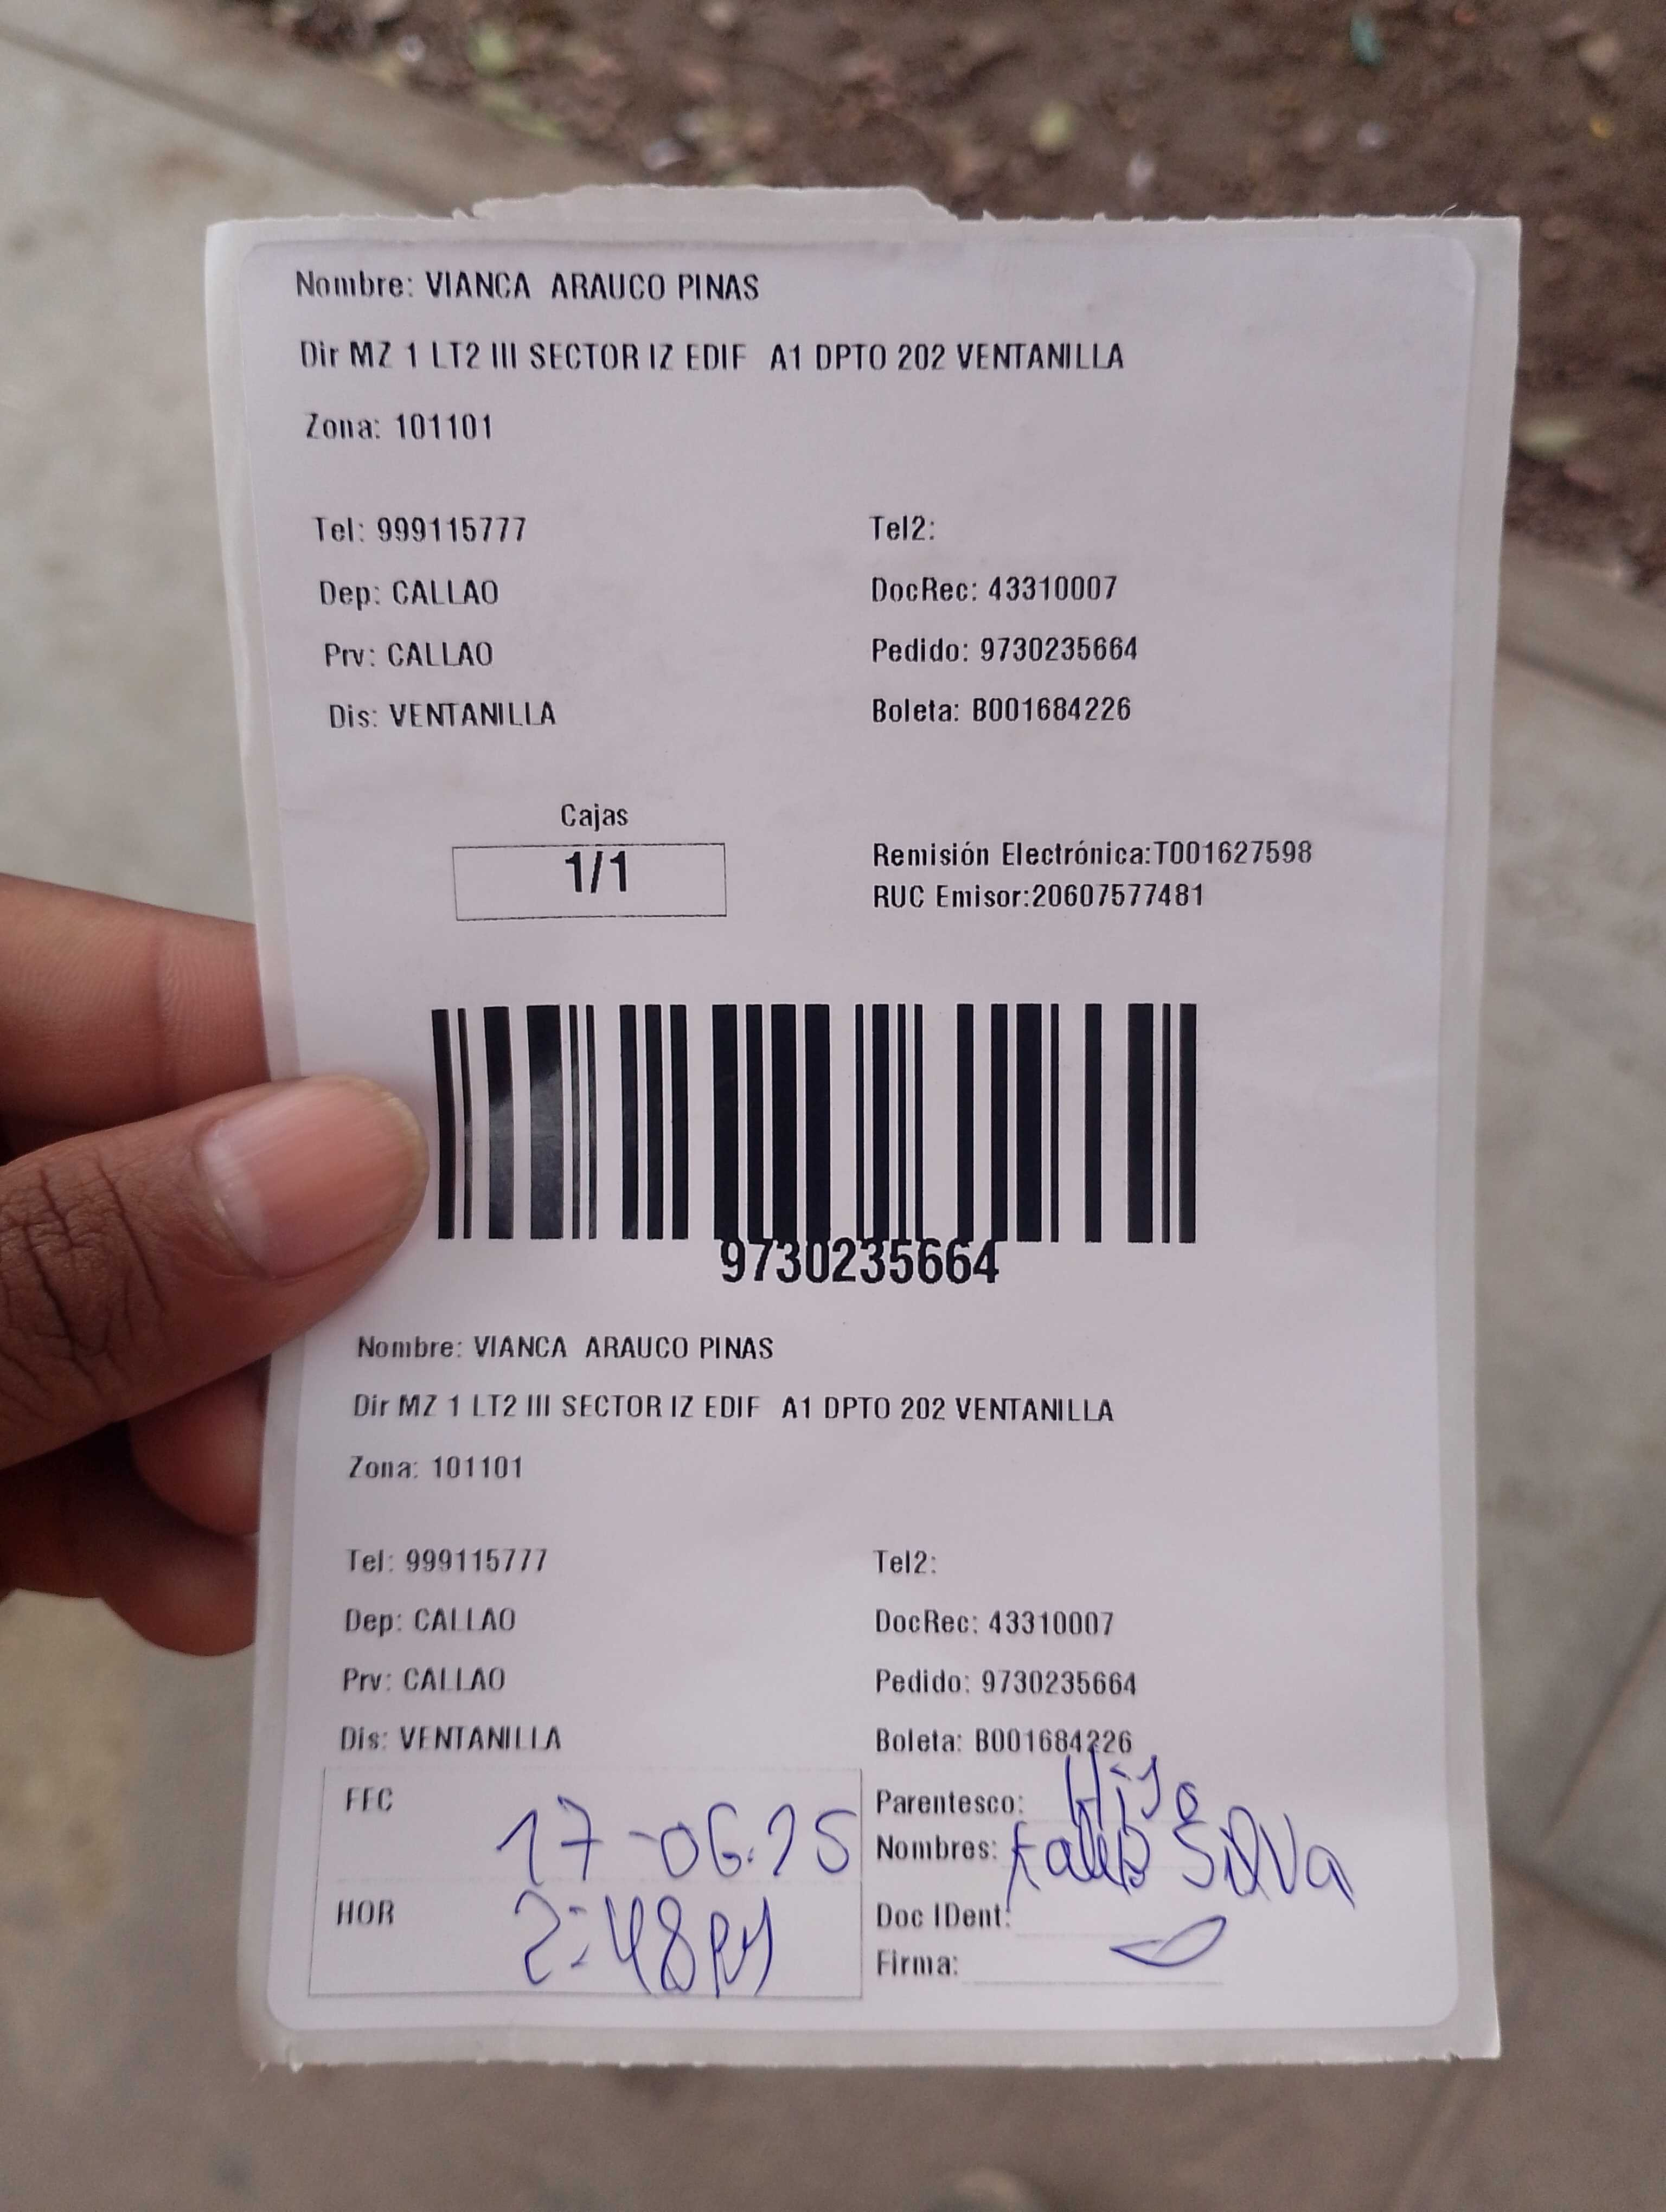 Nombre: VIANCA ARAUCO PINAS
Dir MZ 1 LT2 III SECTOR IZ EDIF A1 DPTO 202 VENTANILLA
Zona: 101101
Tel: 999115777 Tel2:
Dep: CALLAO DocRec: 43310007
Prv: CALLAO Pedido: 9730235664
Dis: VENTANILLA Boleta: B001684226
Cajas
1/1
Remisión Electrónica:T001627598
RUC Emisor:20607577481
9730235664
Nombre: VIANCA ARAUCO PINAS
Dir MZ 1 LT2 III SECTOR IZ EDIF A1 DPTO 202 VENTANILLA
Zona: 101101
Tel: 999115777 Tel2:
Dep: CALLAO DocRec: 43310007
Prv: CALLAO Pedido: 9730235664
Dis: VENTANILLA Boleta: B001684226
FEC 17-06.25
HOR 2:48PM
Parentesco: Hijo
Nombres: Silva
Doc IDent:
Firma: